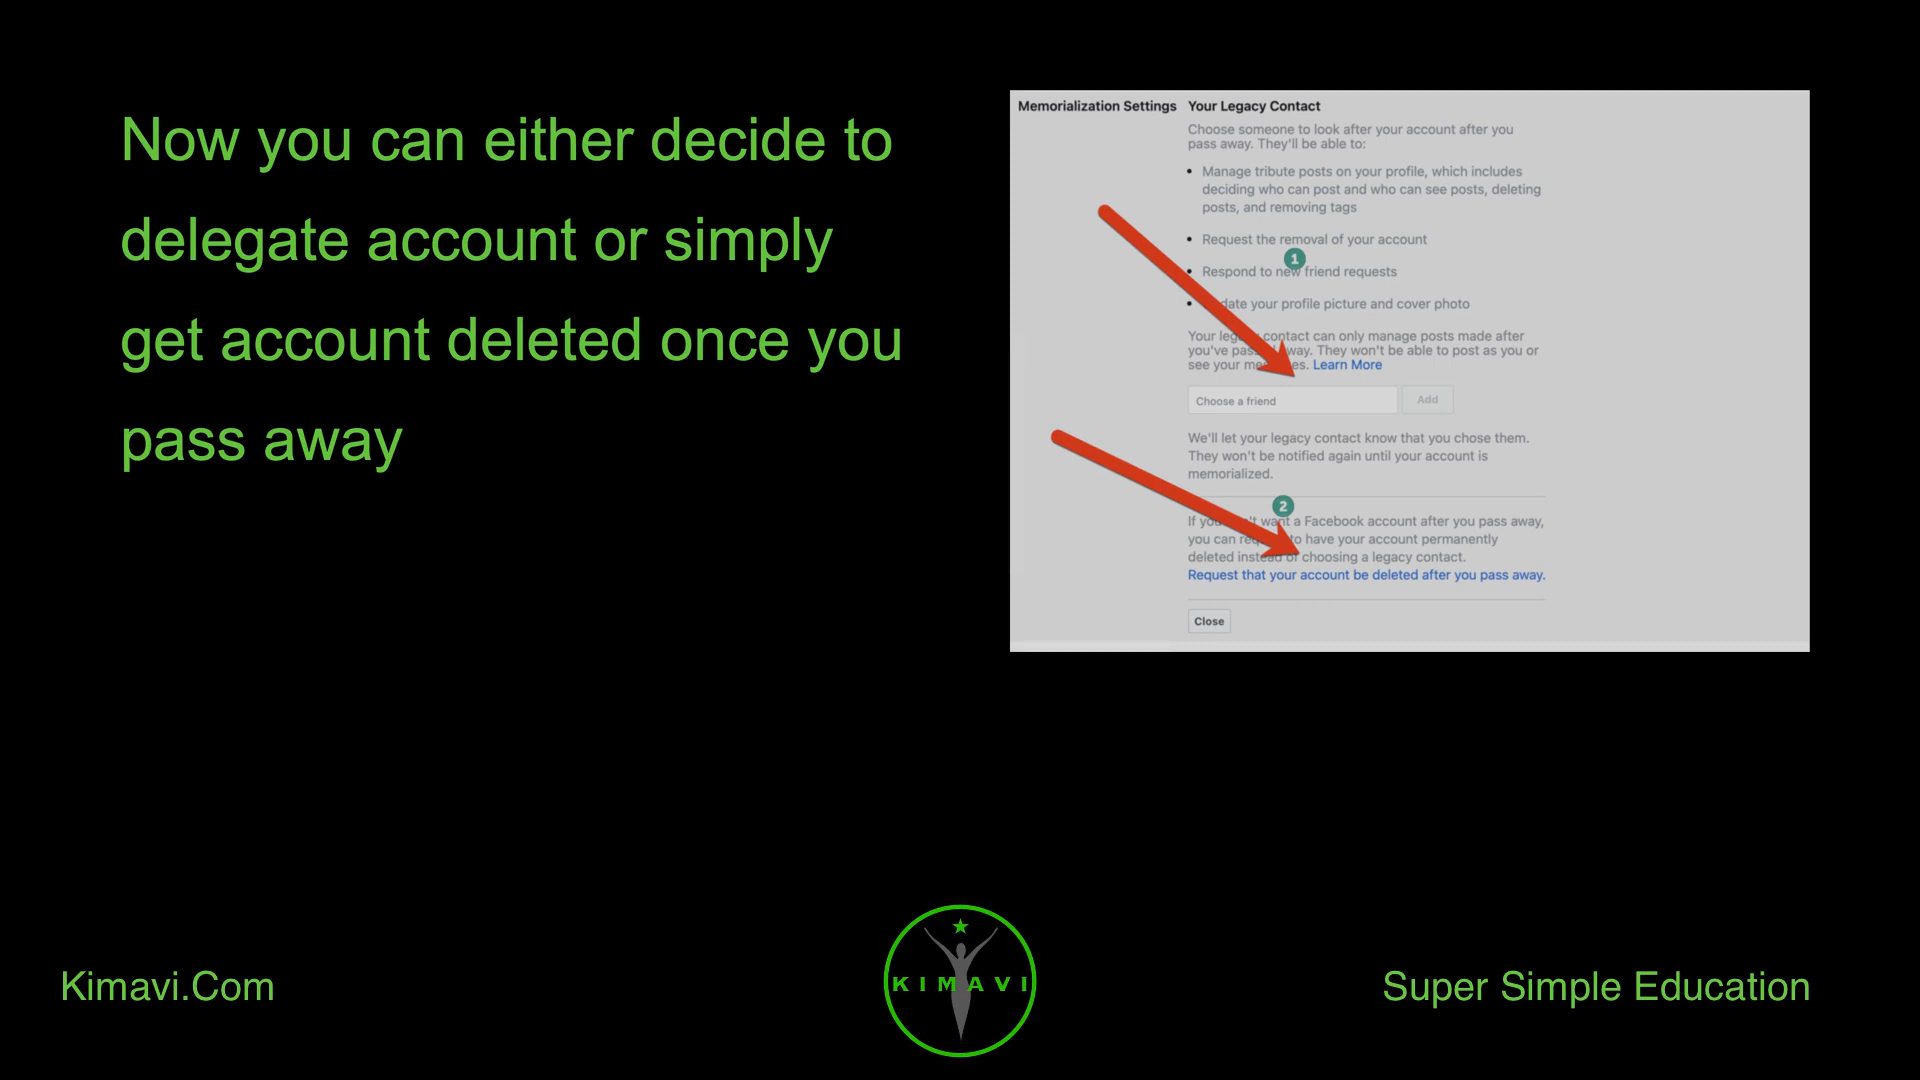 Now you can either decide to
delegate account or simply
get account deleted once you
pass away
Memorialization Settings
Your Legacy Contact
Choose someone to look after your account after you
pass away. They'll be able to:
• Manage tribute posts on your profile, which includes
deciding who can post and who can see posts, deleting
posts, and removing tags
• Request the removal of your account
1
• Respond to new friend requests
• date your profile picture and cover photo
Your contact can only manage posts made after
you've away. They won't be able to post as you or
see your Learn More
Choose a friend
Add
We'll let your legacy contact know that you chose them.
They won't be notified again until your account is
memorialized.
2
If want a Facebook account after you pass away,
you can to have your account permanently
deleted instead of choosing a legacy contact.
Request that your account be deleted after you pass away.
Close
Kimavi.Com
KIMAVI
Super Simple Education